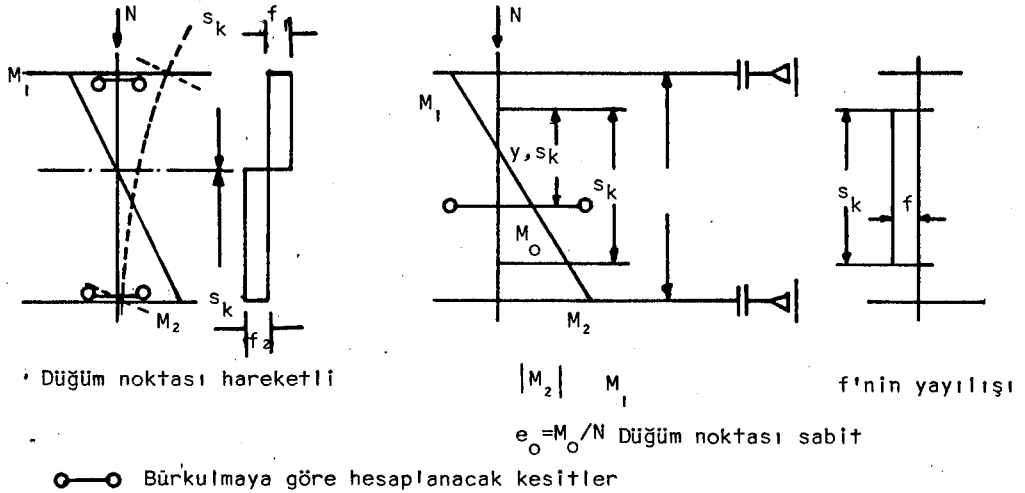 N
s_k
f_1
M_1
s_k
M_2
f_2
Düğüm noktası hareketli
N
M_1
y,s_k
s_k
M_o
M_2
|M_2| M_1
e_o=M_o/N Düğüm noktası sabit
s_k
f
f'nin yayılışı
Bürkulmaya göre hesaplanacak kesitler